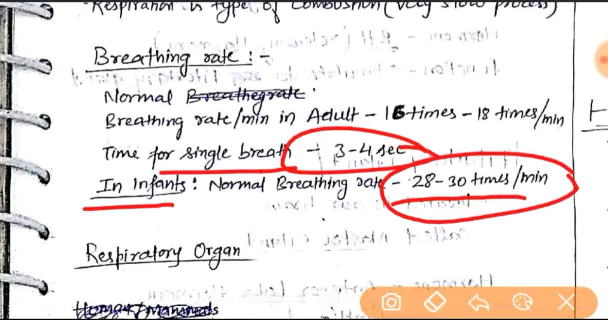 Respiration is type of combustion (very slow process)
Breathing rate : -
Normal Breathegrate
Breathing rate/min in Adult - 16 times - 18 times/min
Time for single breath - 3-4 sec
In Infants : Normal Breathing rate - 28-30 times/min
Respiratory Organ
H